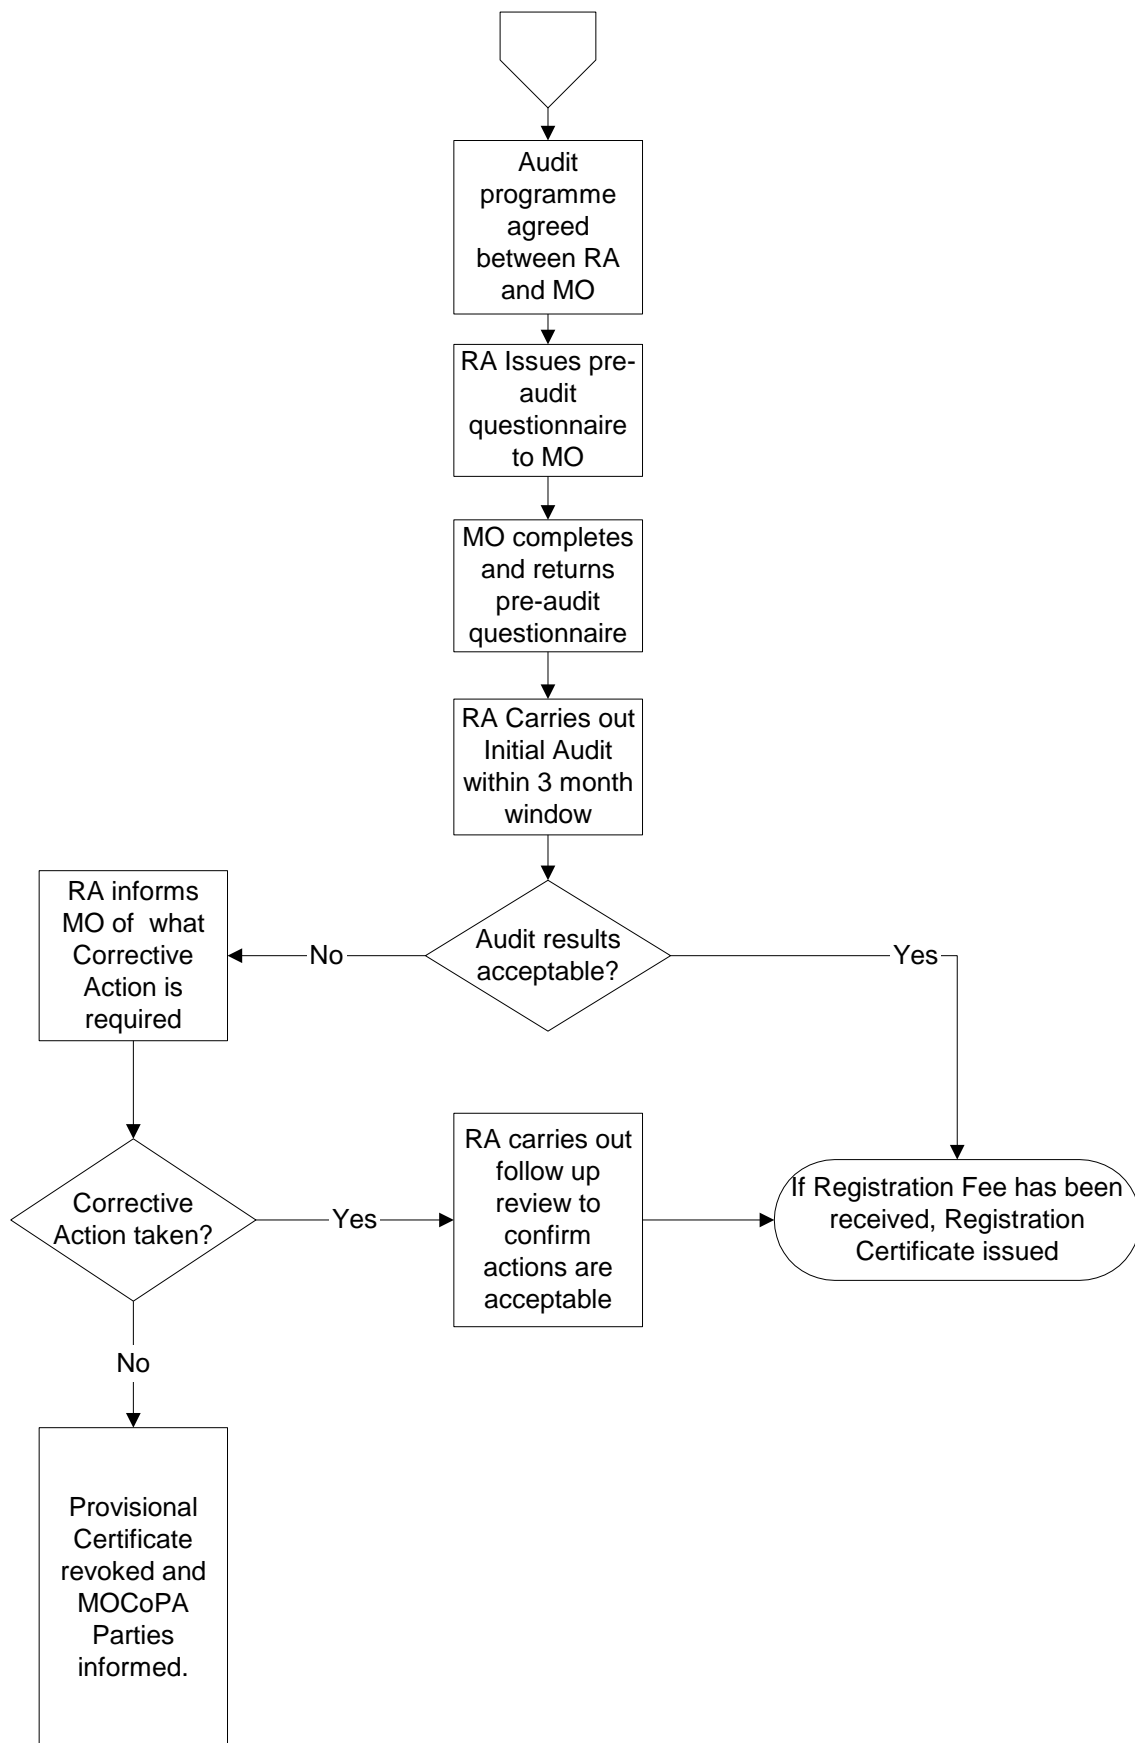 Audit
programme
agreed
between RA
and MO
RA Issues pre-
audit
questionnaire
to MO
MO completes
and returns
pre-audit
questionnaire
RA Carries out
Initial Audit
within 3 month
window
Audit results
acceptable?
No
Yes
RA informs
MO of  what
Corrective
Action is
required
Corrective
Action taken?
Yes
RA carries out
follow up
review to
confirm
actions are
acceptable
If Registration Fee has been
received, Registration
Certificate issued
No
Provisional
Certificate
revoked and
MOCoPA
Parties
informed.